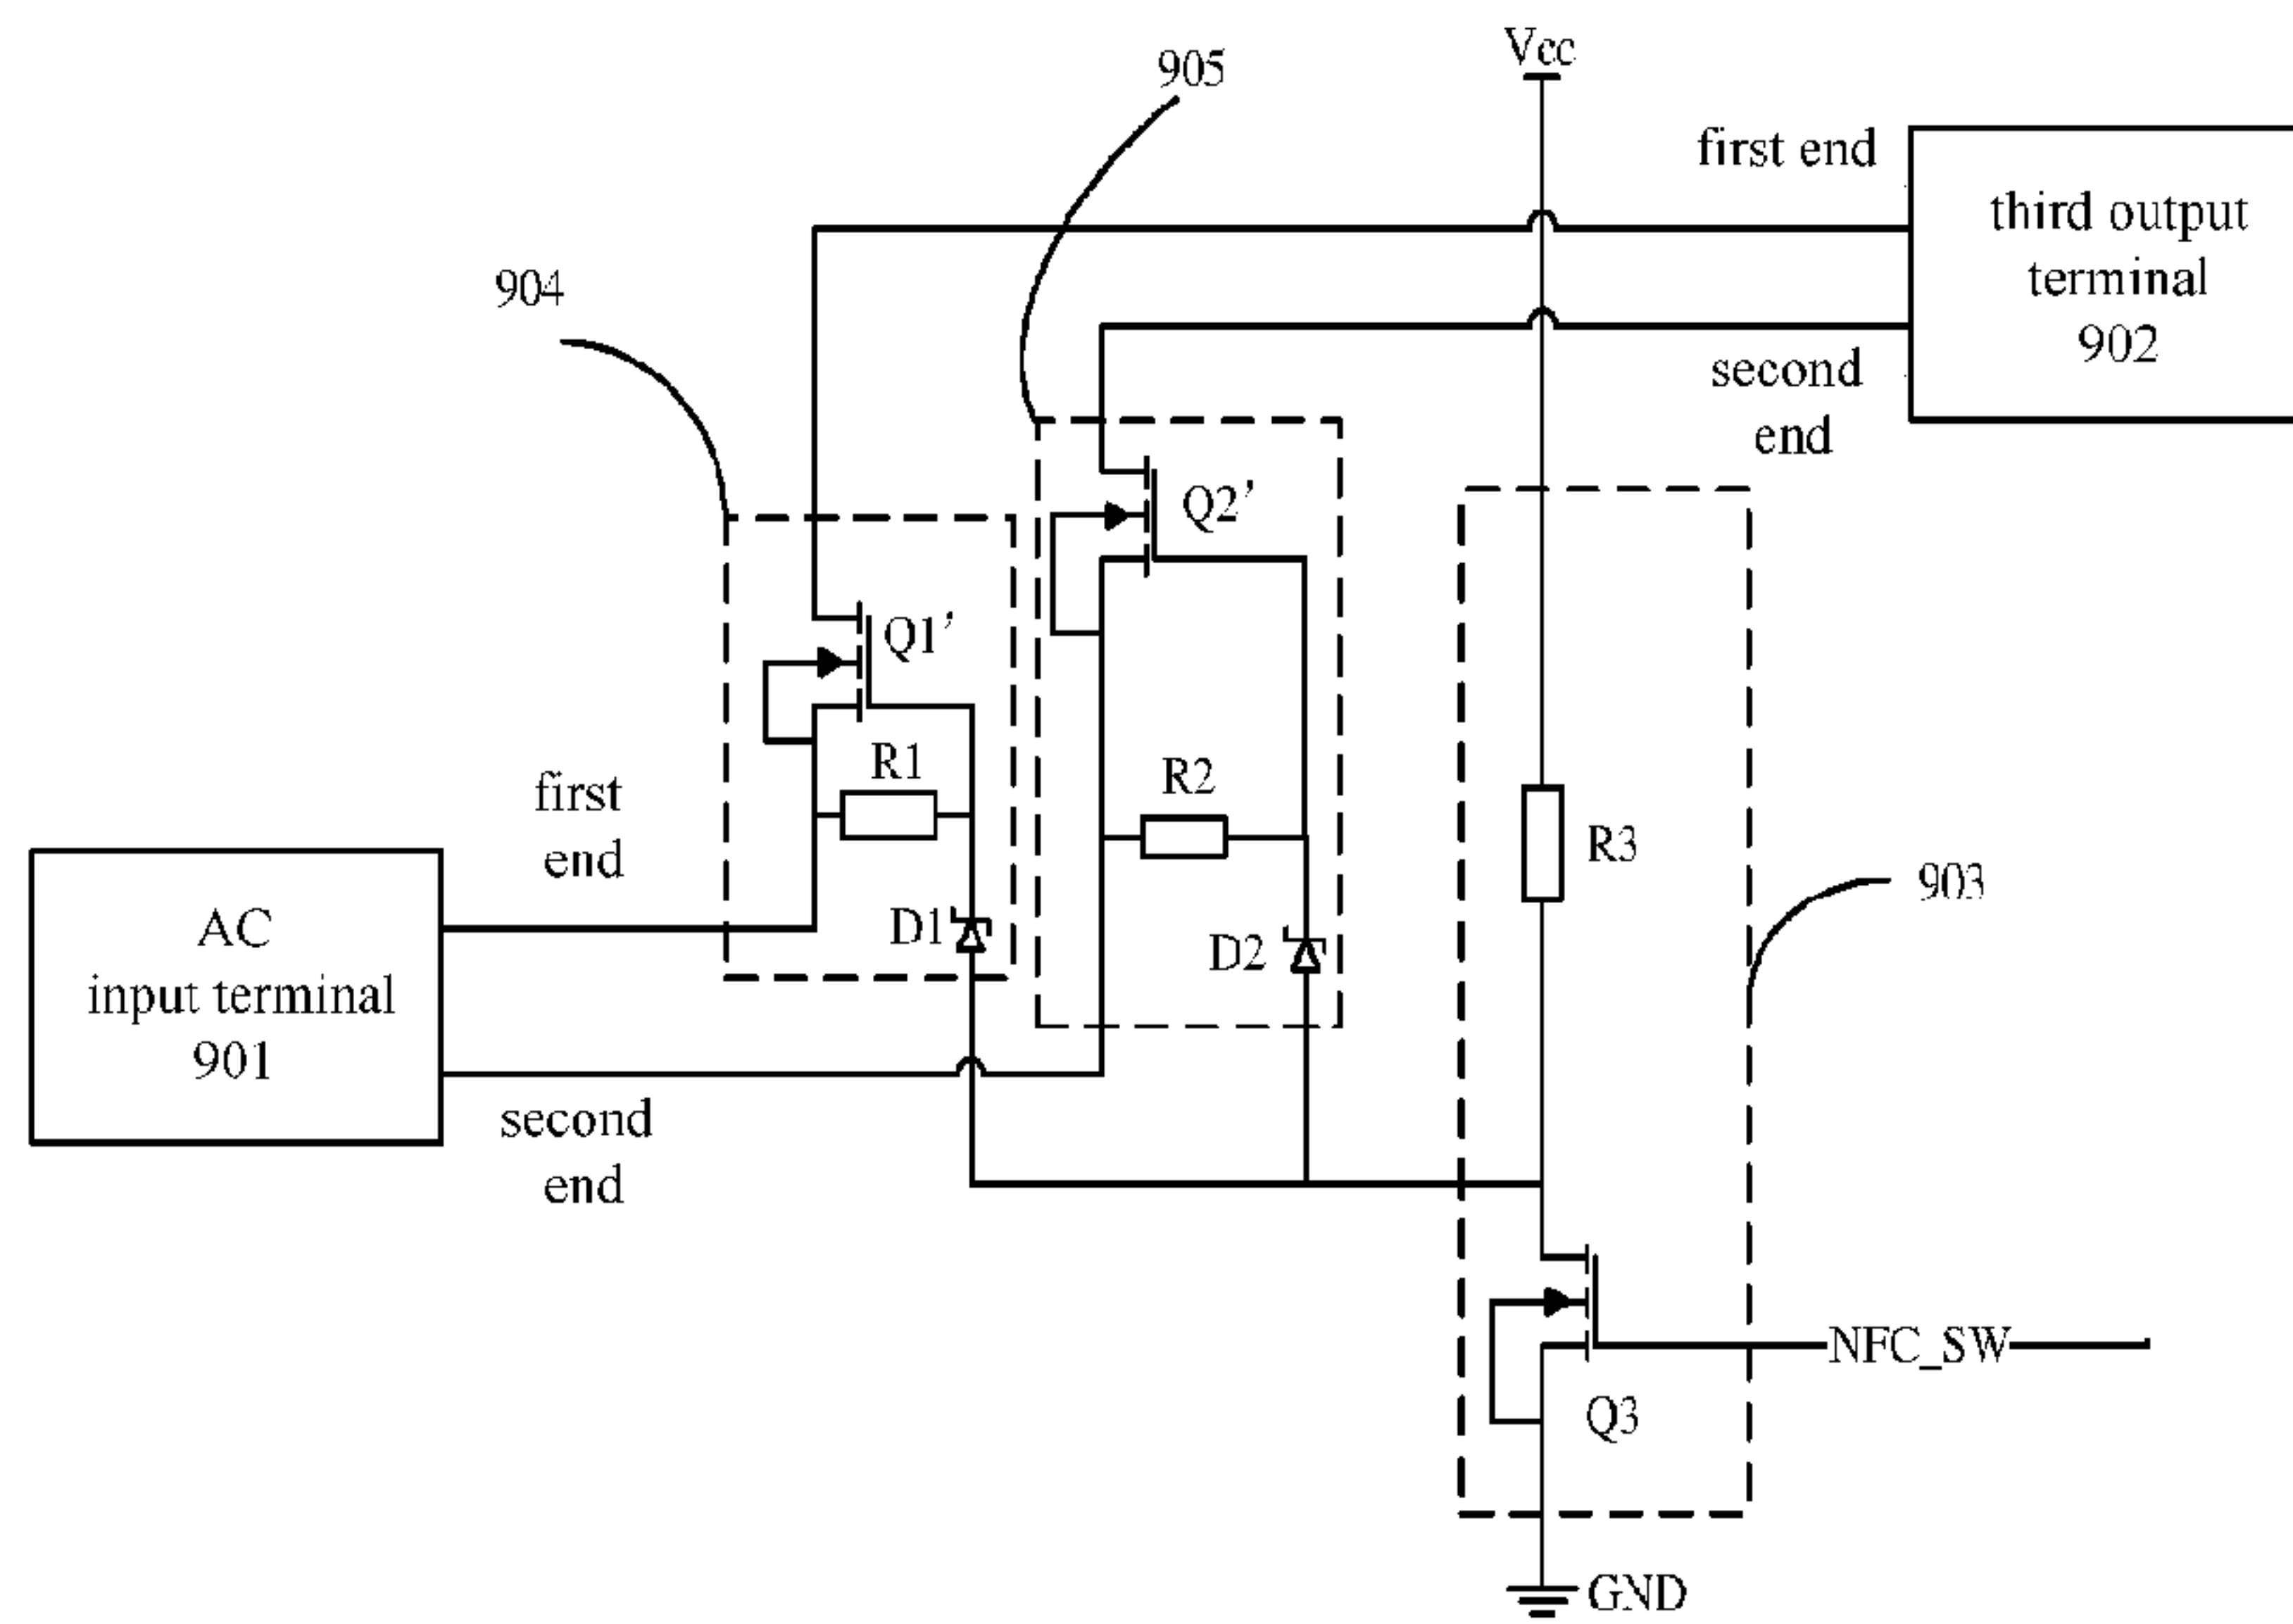 Vcc
905
first end
third output
terminal
902
second
end
904
Q2’
Q1’
R1
R2
first
end
R3
903
AC
input terminal
901
D1
D2
second
end
NFC_SW
Q3
GND